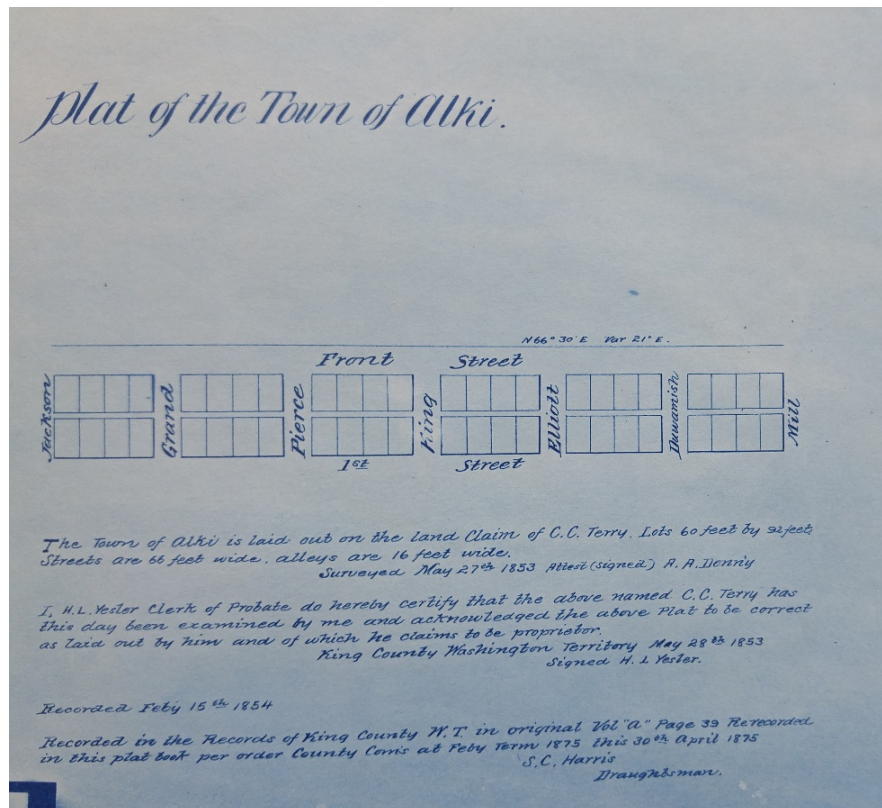 Plat of the Town of Alki.
N 66° 30' E Var 21° E.
Front Street
Jackson
Grand
Pierce
King
Elliott
Duwamish
Mill
1st Street
The Town of Alki is laid out on the land Claim of C.C. Terry. Lots 60 feet by 92 feet,
Streets are 66 feet wide, alleys are 16 feet wide.
Surveyed May 27th 1853 Attest (signed) A. A. Denny
I, H. L. Yesler Clerk of Probate do hereby certify that the above named C.C. Terry has
this day been examined by me and acknowledged the above Plat to be correct
as laid out by him and of which he claims to be proprietor.
King County Washington Territory May 28th 1853
Signed H. L Yesler.
Recorded Feby 15th 1854
Recorded in the Records of King County W. T. in original Vol "A" Page 39 Rerecorded
in this plat book per order County Com's at Feby Term 1875 this 30th April 1875
S. C. Harris
Draughtsman.